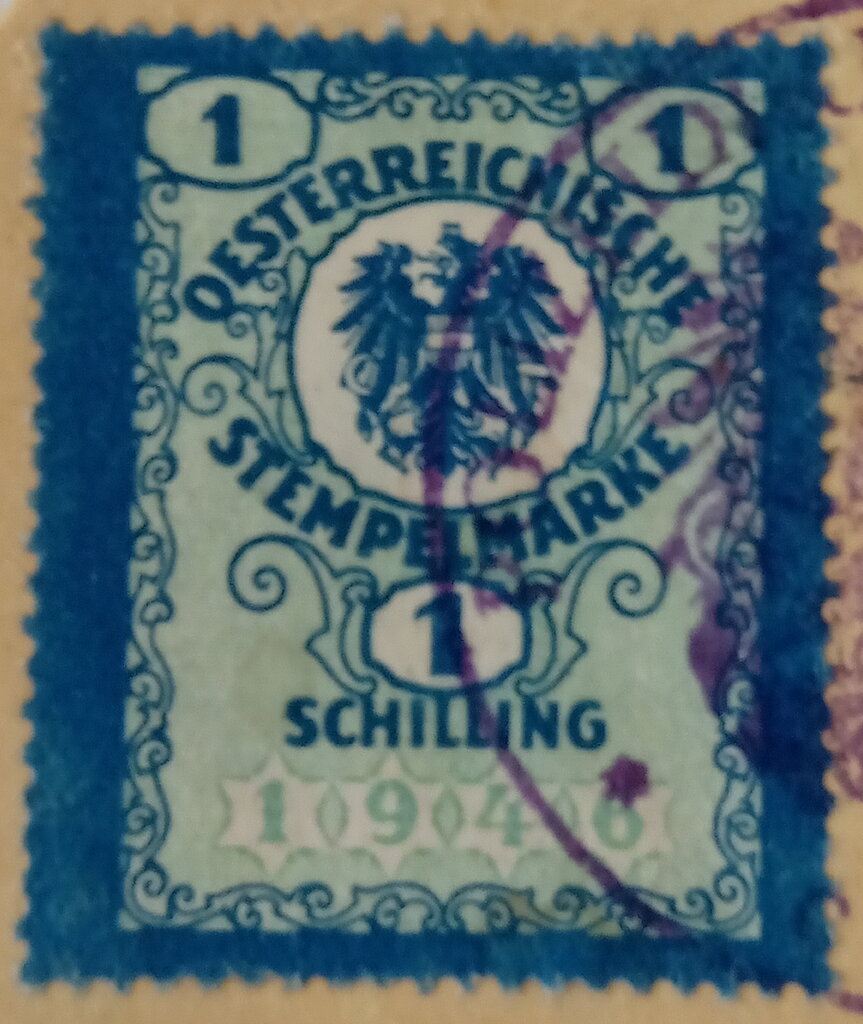 1 1
OESTERREICHISCHE
STEMPELMARKE
1
SCHILLING
1946